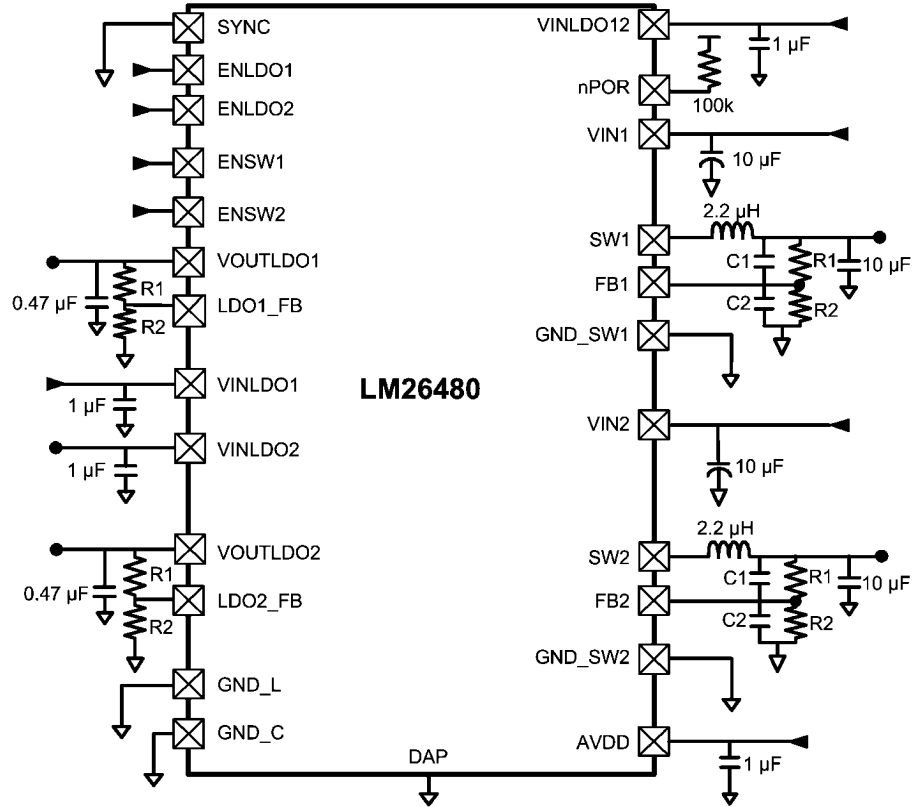 SYNC
ENLDO1
ENLDO2
ENSW1
ENSW2
VOUTLDO1
R1
0.47 µF
LDO1_FB
R2
VINLDO1
1 µF
VINLDO2
1 µF
VOUTLDO2
R1
0.47 µF
LDO2_FB
R2
GND_L
GND_C
LM26480
DAP
VINLDO12
1 µF
nPOR
100k
VIN1
10 µF
2.2 µH
SW1
C1
R1
10 µF
FB1
C2
R2
GND_SW1
VIN2
10 µF
2.2 µH
SW2
C1
R1
10 µF
FB2
C2
R2
GND_SW2
AVDD
1 µF